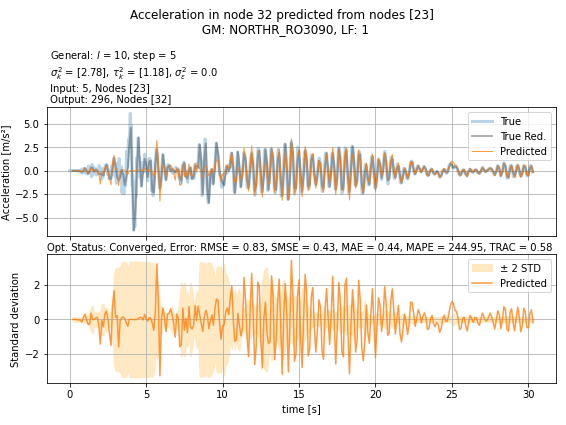 Acceleration in node 32 predicted from nodes [23]
GM: NORTHR_RO3090, LF: 1
General: l = 10, step = 5
σ²ₖ = [2.78], τ²ₖ = [1.18], σ²ε = 0.0
Input: 5, Nodes [23]
Output: 296, Nodes [32]
Acceleration [m/s²]
5.0
2.5
0.0
−2.5
−5.0
True
True Red.
Predicted
Opt. Status: Converged, Error: RMSE = 0.83, SMSE = 0.43, MAE = 0.44, MAPE = 244.95, TRAC = 0.58
Standard deviation
2
0
−2
± 2 STD
Predicted
0 5 10 15 20 25 30
time [s]